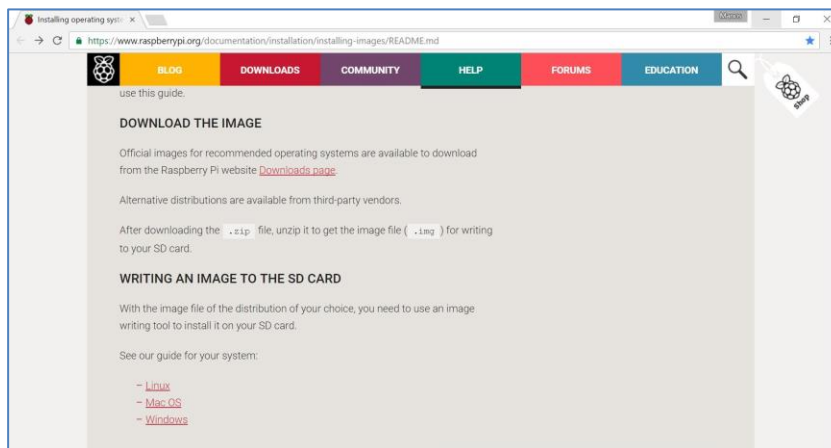 Installing operating syste
https://www.raspberrypi.org/documentation/installation/installing-images/README.md
BLOG
DOWNLOADS
COMMUNITY
HELP
FORUMS
EDUCATION
Shop
use this guide.
DOWNLOAD THE IMAGE
Official images for recommended operating systems are available to download
from the Raspberry Pi website Downloads page.
Alternative distributions are available from third-party vendors.
After downloading the .zip file, unzip it to get the image file ( .img ) for writing
to your SD card.
WRITING AN IMAGE TO THE SD CARD
With the image file of the distribution of your choice, you need to use an image
writing tool to install it on your SD card.
See our guide for your system:
– Linux
– Mac OS
– Windows